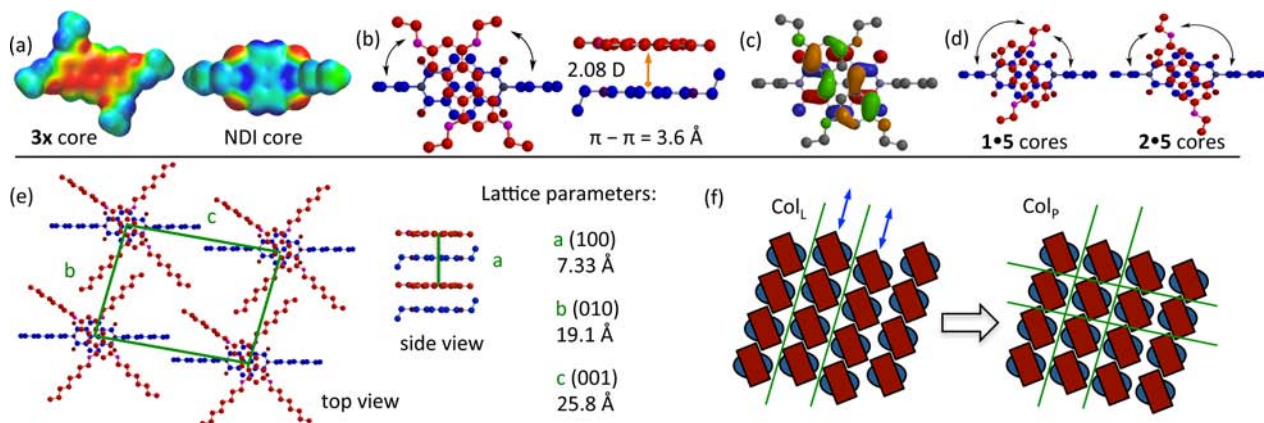 (a)
3x core
NDI core
(b)
2.08 D
π – π = 3.6 Å
(c)
(d)
1•5
cores
2•5
cores
(e)
c
b
top view
a
side view
Lattice parameters:
a (100)
7.33 Å
b (010)
19.1 Å
c (001)
25.8 Å
(f)
ColL
ColP